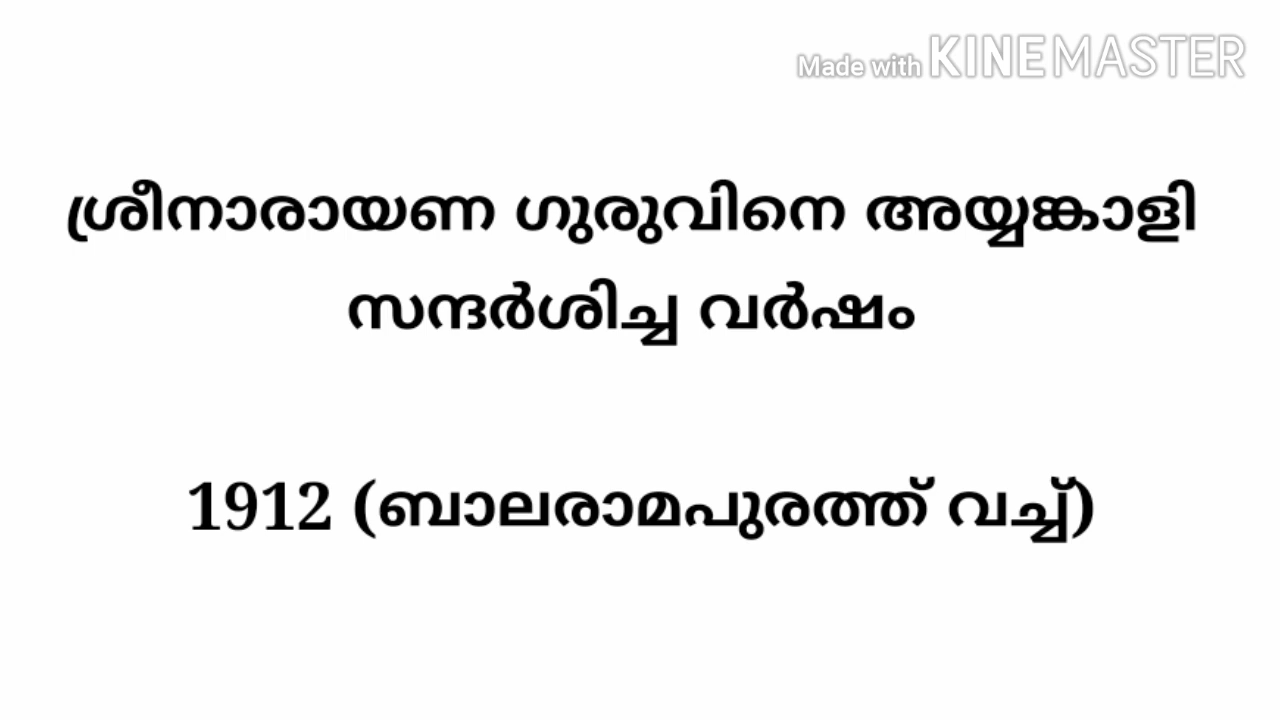 Made with KINEMASTER
ശ്രീനാരായണ ഗുരുവിനെ അയ്യങ്കാളി
സന്ദർശിച്ച വർഷം
1912 (ബാലരാമപുരത്ത് വച്ച്)